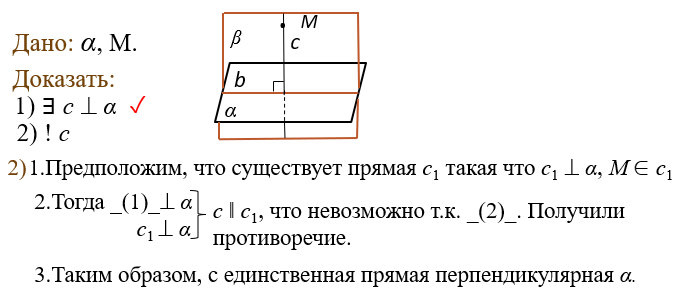 Дано: α, М.
Доказать:
1) ∃ c ⊥ α ✓
2) ! c
M
β
c
b
α
2) 1.Предположим, что существует прямая c₁ такая что c₁ ⊥ α, M ∈ c₁
2.Тогда _(1)_⊥ α
c₁ ⊥ α
c ∥ c₁, что невозможно т.к. _(2)_. Получили
противоречие.
3.Таким образом, с единственная прямая перпендикулярная α.